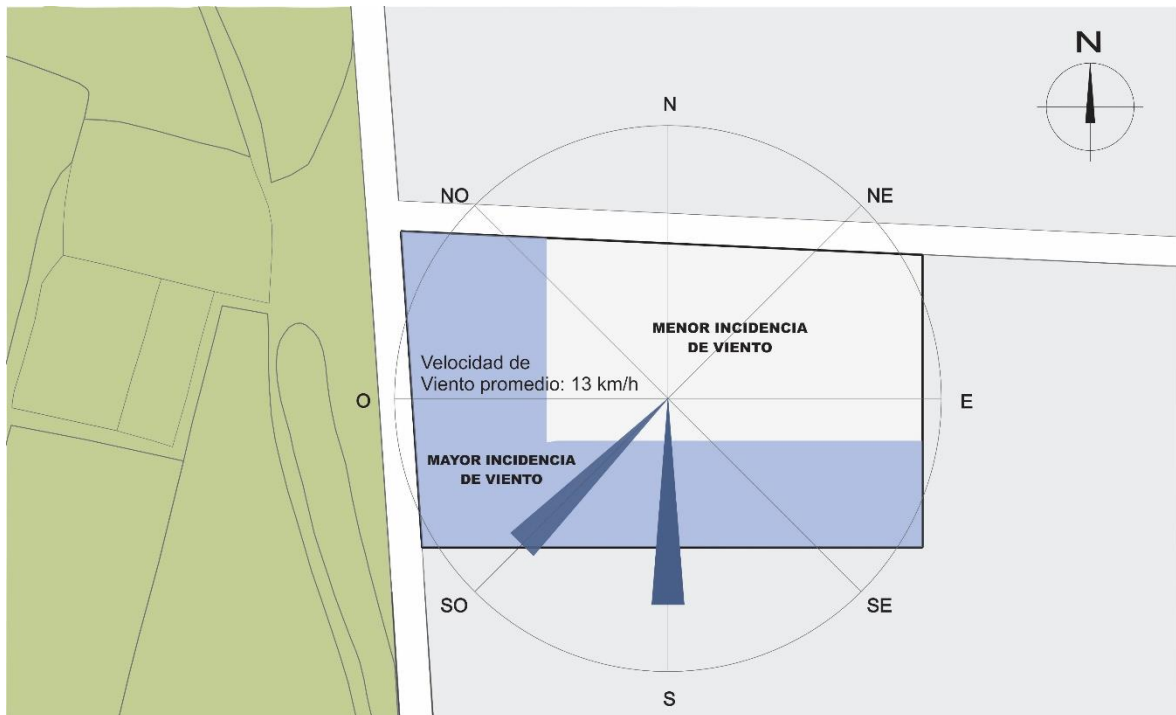 N
N
NO
NE
MENOR INCIDENCIA
DE VIENTO
Velocidad de
Viento promedio: 13 km/h
O
E
MAYOR INCIDENCIA
DE VIENTO
SO
SE
S